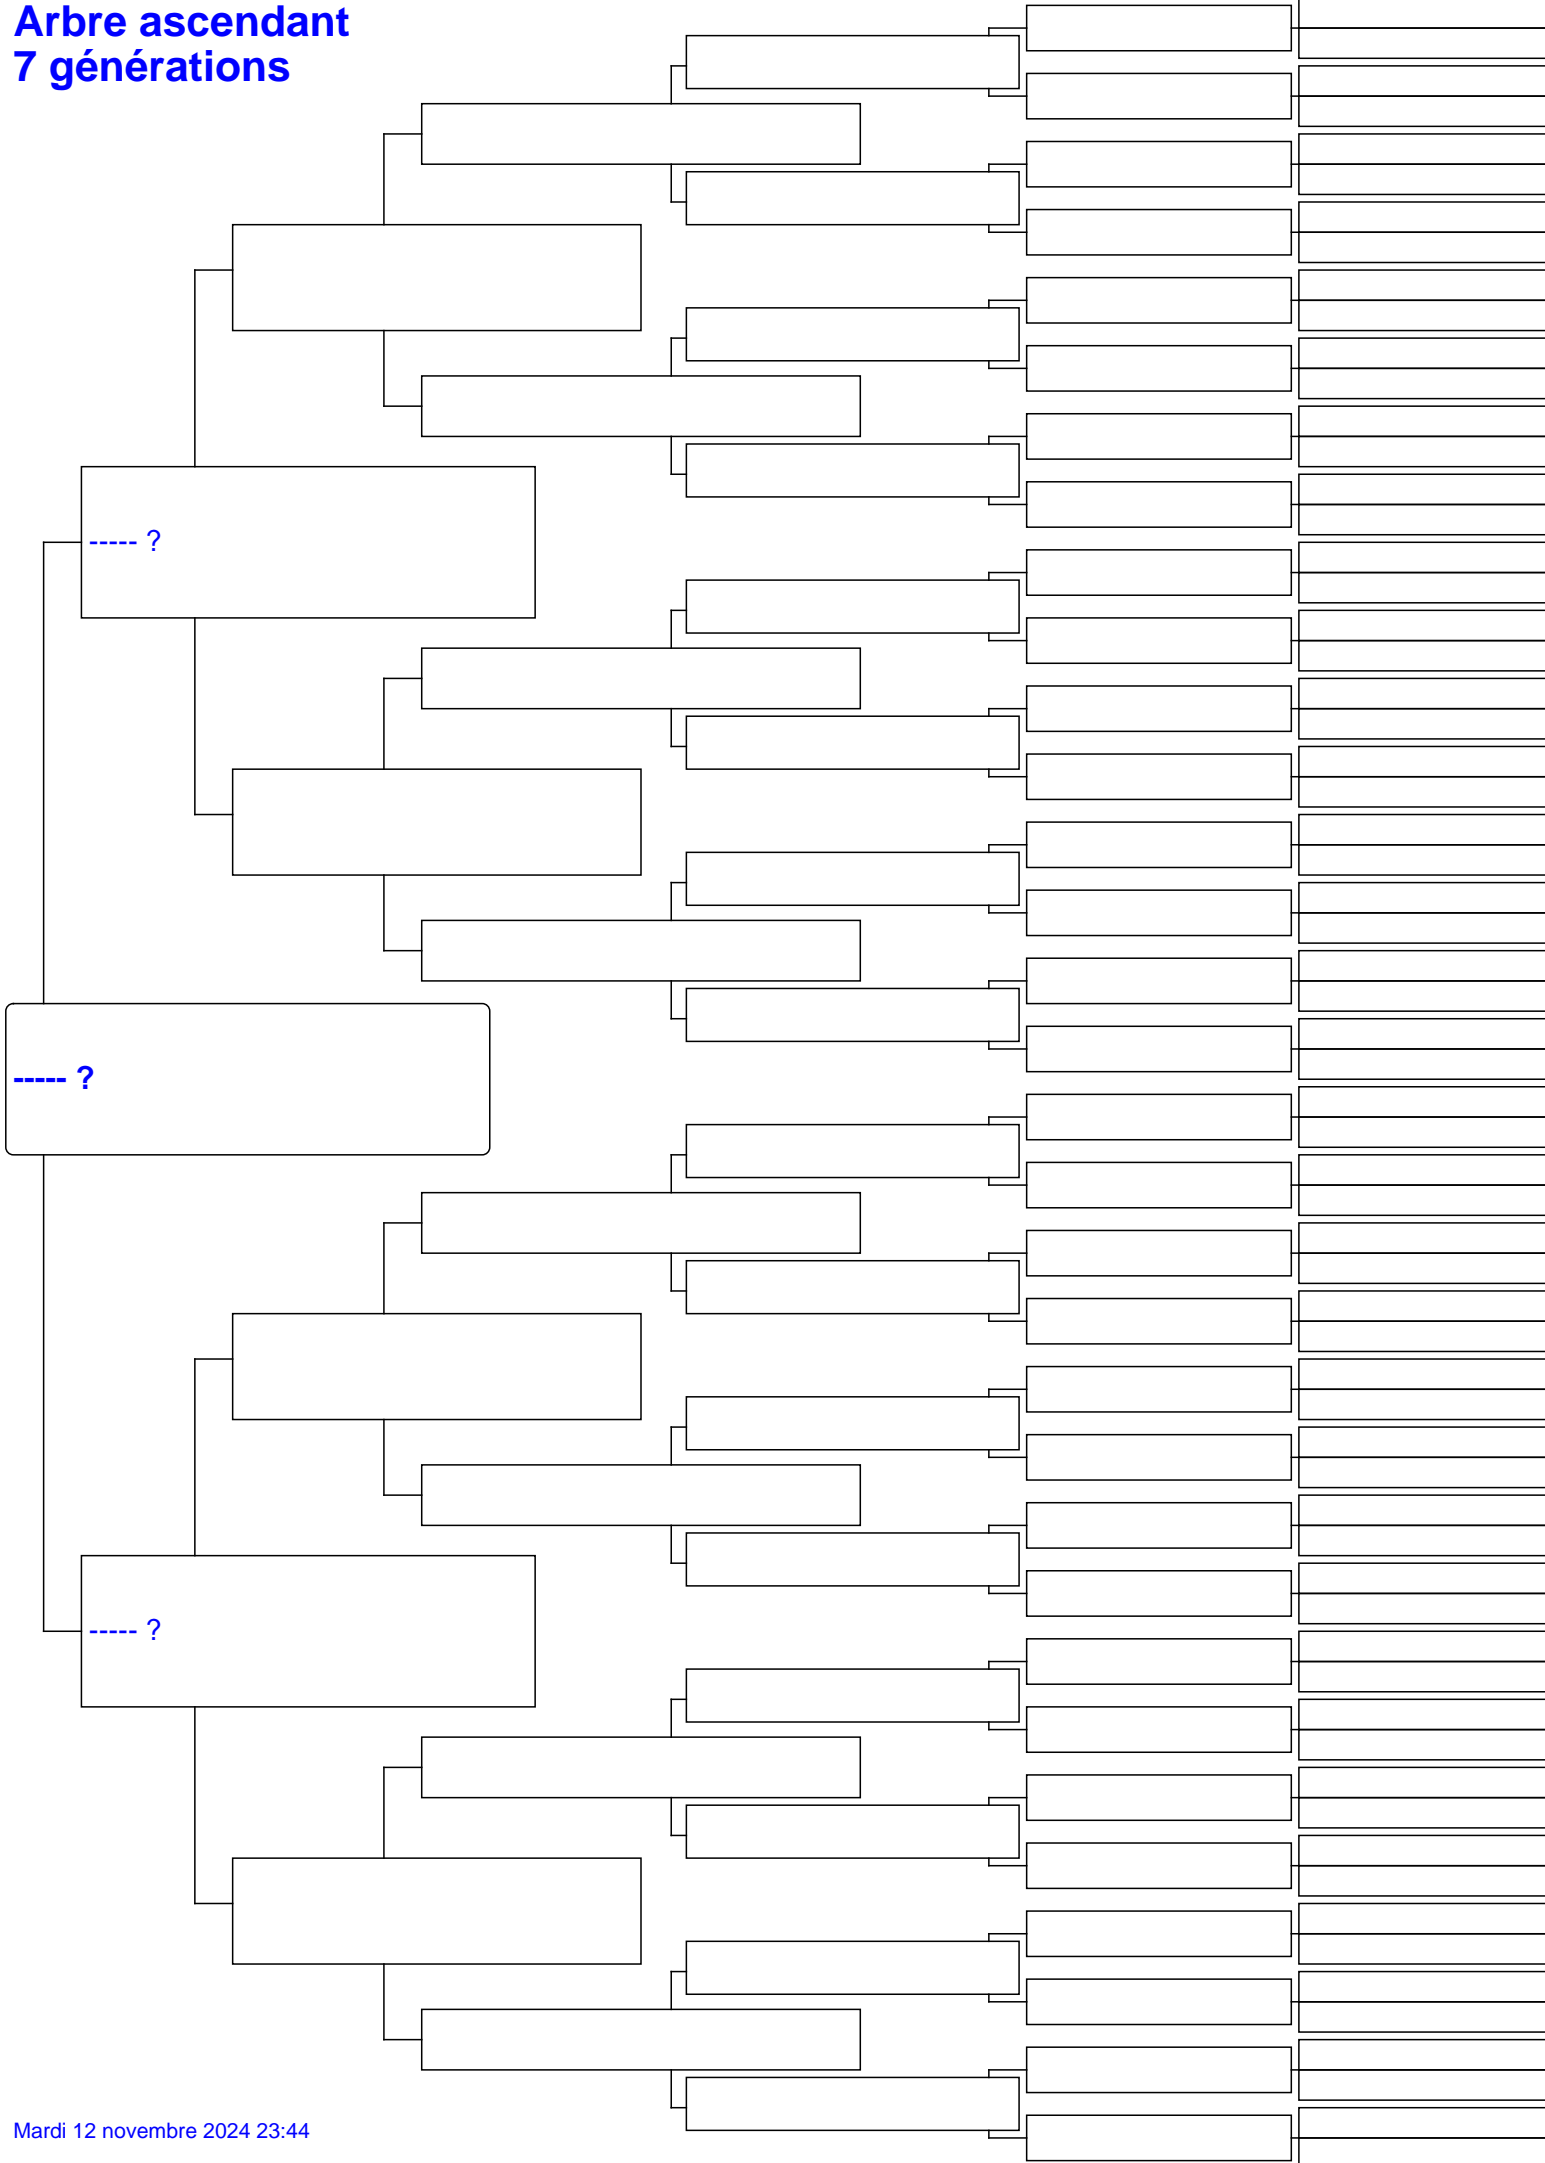 Arbre ascendant
7 générations
----- ?
----- ?
----- ?
Mardi 12 novembre 2024 23:44